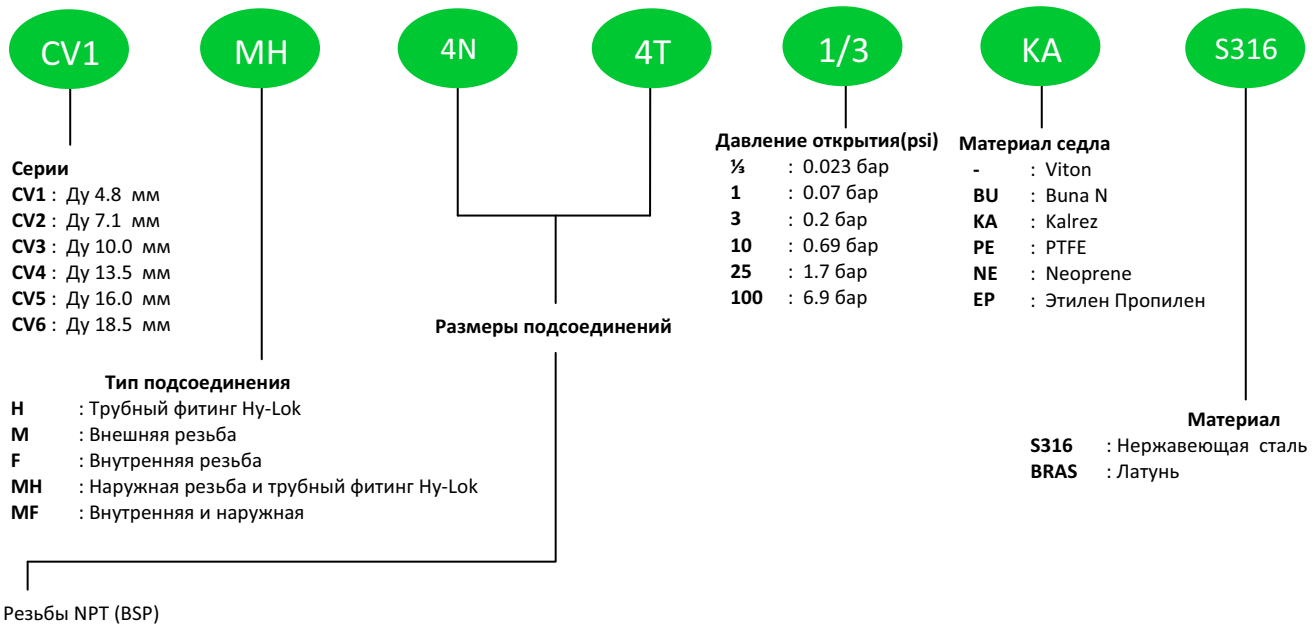 CV1 MH 4N 4T 1/3 KA S316
Серии
CV1 : Ду 4.8 мм
CV2 : Ду 7.1 мм
CV3 : Ду 10.0 мм
CV4 : Ду 13.5 мм
CV5 : Ду 16.0 мм
CV6 : Ду 18.5 мм
Давление открытия(psi)
⅓ : 0.023 бар
1 : 0.07 бар
3 : 0.2 бар
10 : 0.69 бар
25 : 1.7 бар
100 : 6.9 бар
Материал седла
- : Viton
BU : Buna N
KA : Kalrez
PE : PTFE
NE : Neoprene
EP : Этилен Пропилен
Размеры подсоединений
Тип подсоединения
H : Трубный фитинг Hy-Lok
M : Внешняя резьба
F : Внутренняя резьба
MH : Наружная резьба и трубный фитинг Hy-Lok
MF : Внутренняя и наружная
Материал
S316 : Нержавеющая сталь
BRAS : Латунь
Резьбы NPT (BSP)